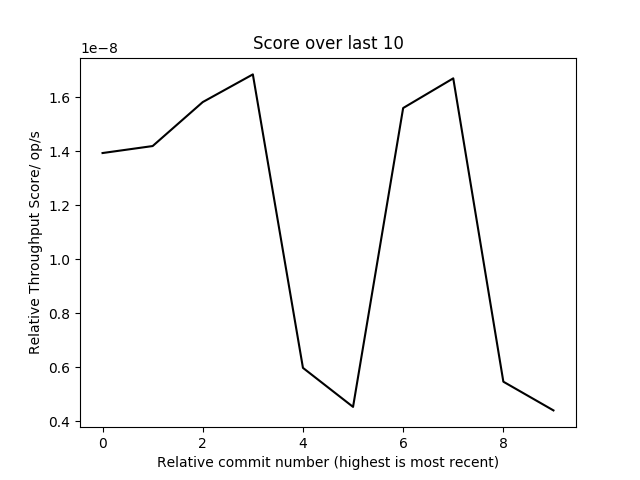 Score over last 10
1e−8
1.6
1.4
1.2
1.0
0.8
0.6
0.4
Relative Throughput Score/ op/s
0 2 4 6 8
Relative commit number (highest is most recent)